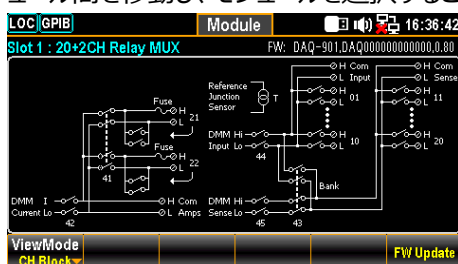 LOC GPIB Module 16:36:42
Slot 1 : 20+2CH Relay MUX FW: DAQ-901,DAQ000000000000,0.80
H Com H Com
L Input L Sense
Reference
Junction
Sensor
T
H 01 H 11
L L
Fuse
H 21
L
DMM Hi
Input Lo
44
H 10 H 20
L L
Fuse
H 22
L
41
Bank
DMM I H Com DMM Hi
Current Lo L Amps Sense Lo
42 45 43
ViewMode
CH Block FW Update